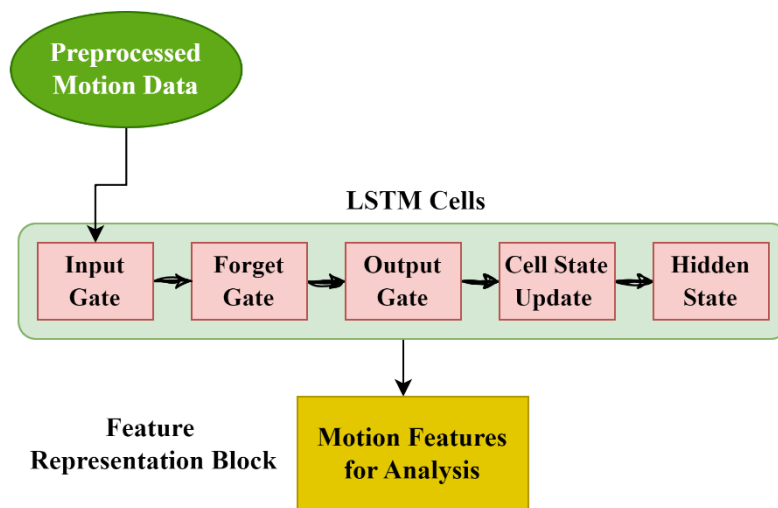 Preprocessed
Motion Data
LSTM Cells
Input
Gate
Forget
Gate
Output
Gate
Cell State
Update
Hidden
State
Feature
Representation Block
Motion Features
for Analysis